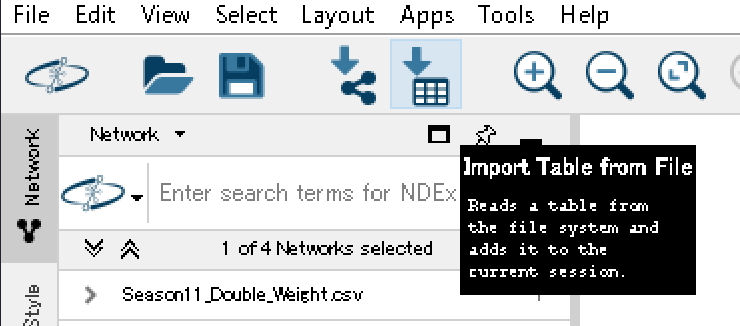 File Edit View Select Layout Apps Tools Help
Network
Network
Import Table from File
Enter search terms for NDEx
Reads a table from
the file system and
adds it to the
current session.
1 of 4 Networks selected
Season11_Double_Weight.csv
Style